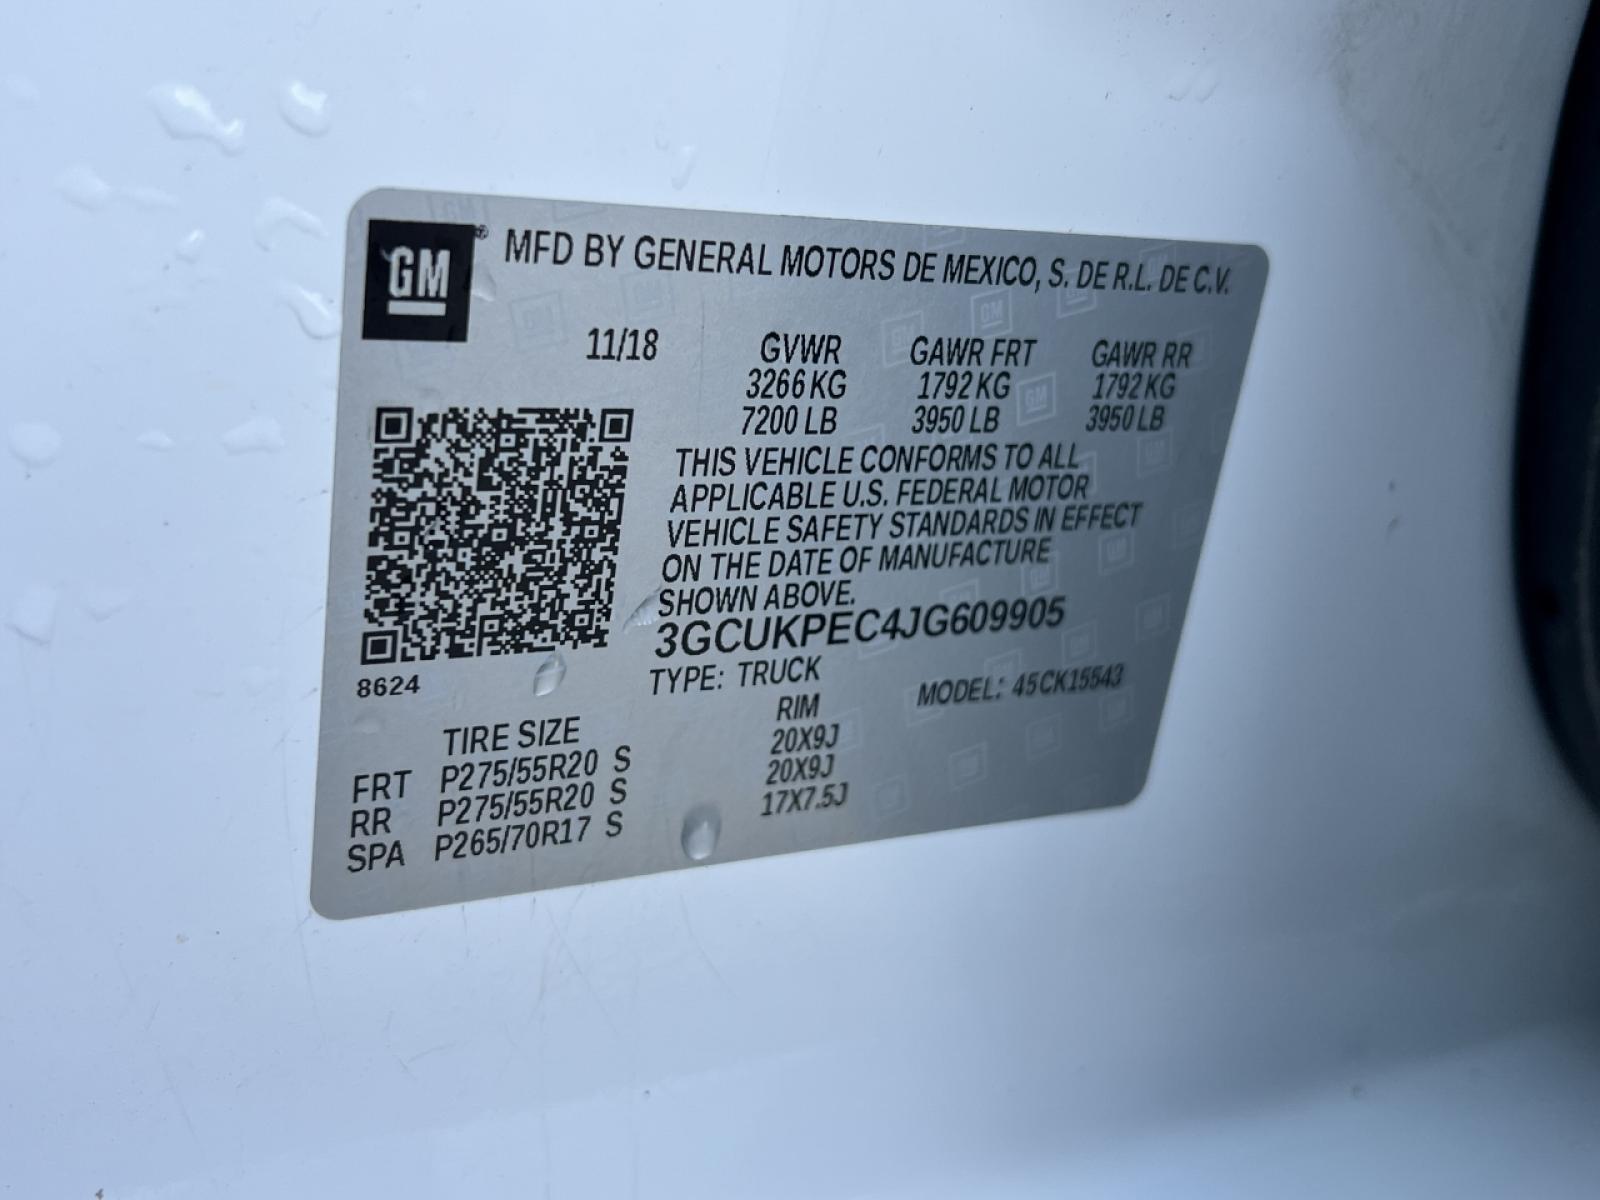 GM® MFD BY GENERAL MOTORS DE MEXICO, S. DE R.L. DE C.V.
11/18 GVWR GAWR FRT GAWR RR
3266 KG 1792 KG 1792 KG
7200 LB 3950 LB 3950 LB
THIS VEHICLE CONFORMS TO ALL
APPLICABLE U.S. FEDERAL MOTOR
VEHICLE SAFETY STANDARDS IN EFFECT
ON THE DATE OF MANUFACTURE
SHOWN ABOVE.
3GCUKPEC4JG609905
8624 TYPE: TRUCK MODEL: 45CK15543
TIRE SIZE RIM
FRT P275/55R20 S 20X9J
RR P275/55R20 S 20X9J
SPA P265/70R17 S 17X7.5J